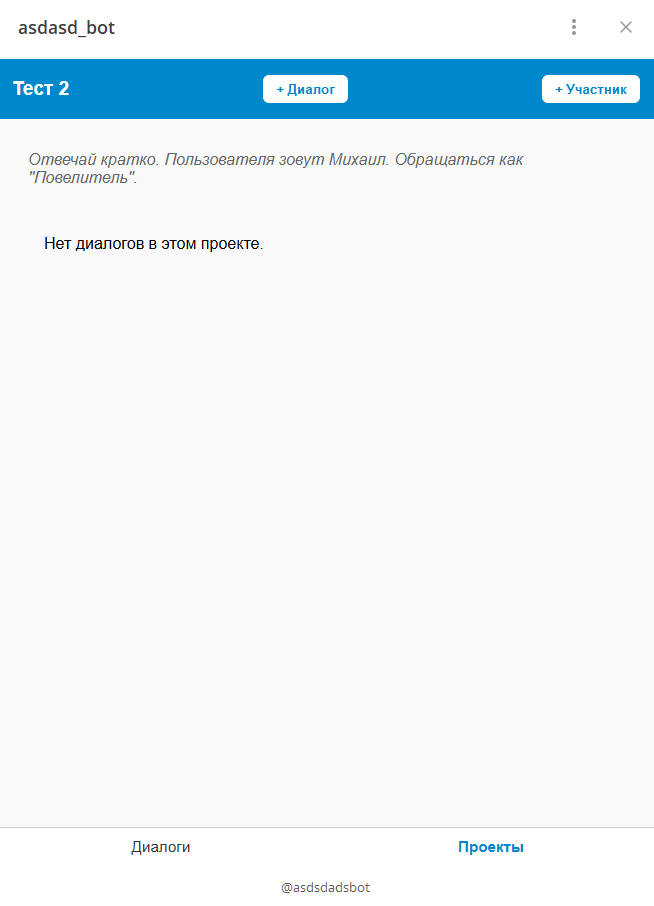 asdasd_bot
Тест 2
+ Диалог
+ Участник
Отвечай кратко. Пользователя зовут Михаил. Обращаться как
"Повелитель".
Нет диалогов в этом проекте.
Диалоги
Проекты
@asdsdadsbot